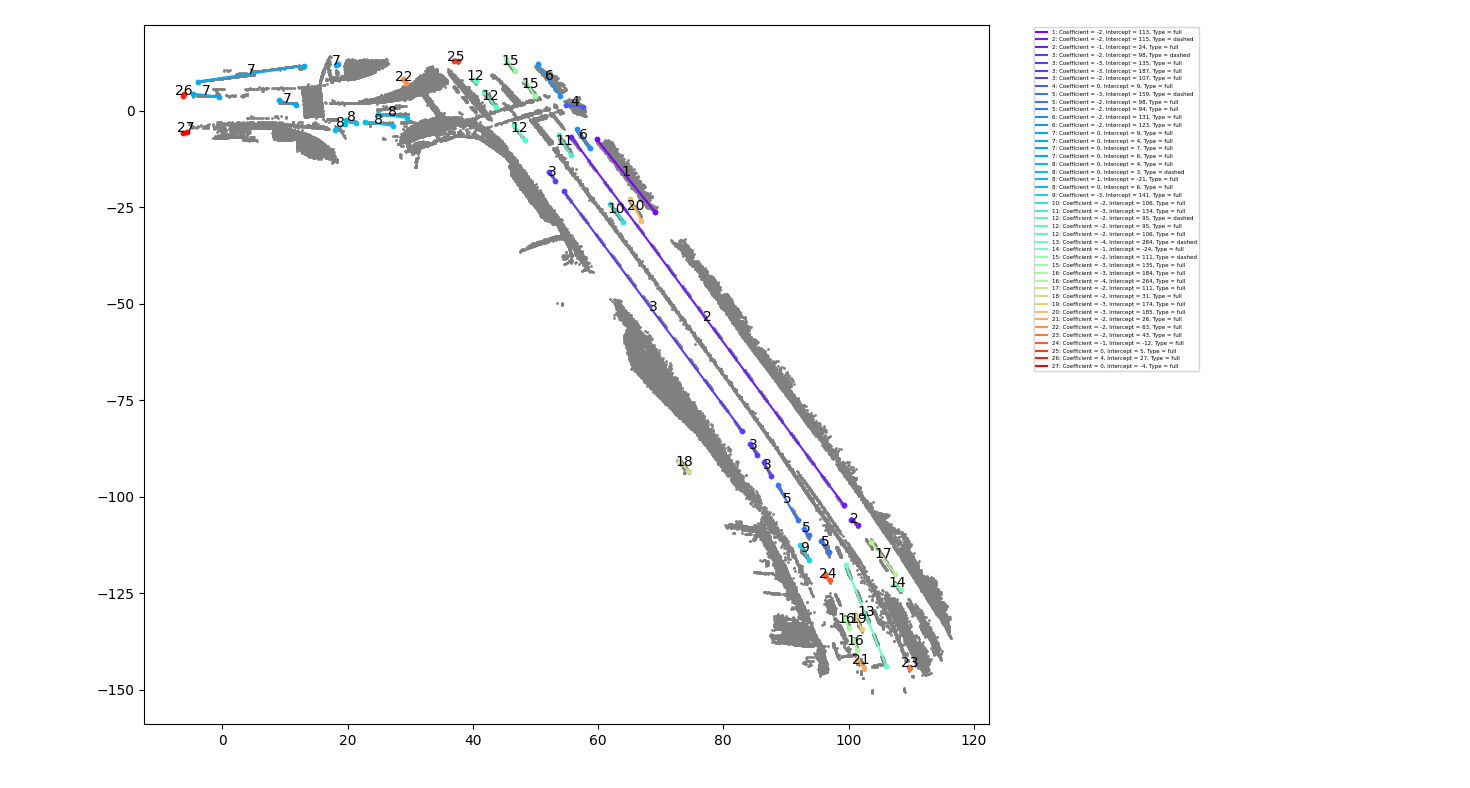 1: Coefficient = -2, Intercept = 113, Type = full
2: Coefficient = -2, Intercept = 115, Type = dashed
2: Coefficient = -1, Intercept = 24, Type = full
3: Coefficient = -2, Intercept = 98, Type = dashed
3: Coefficient = -3, Intercept = 135, Type = full
3: Coefficient = -3, Intercept = 187, Type = full
3: Coefficient = -2, Intercept = 107, Type = full
4: Coefficient = 0, Intercept = 9, Type = full
5: Coefficient = -3, Intercept = 159, Type = dashed
5: Coefficient = -2, Intercept = 98, Type = full
5: Coefficient = -2, Intercept = 94, Type = full
6: Coefficient = -2, Intercept = 131, Type = full
6: Coefficient = -2, Intercept = 123, Type = full
7: Coefficient = 0, Intercept = 9, Type = full
7: Coefficient = 0, Intercept = 4, Type = full
7: Coefficient = 0, Intercept = 7, Type = full
7: Coefficient = 0, Intercept = 6, Type = full
8: Coefficient = 0, Intercept = 4, Type = full
8: Coefficient = 0, Intercept = 3, Type = dashed
8: Coefficient = 1, Intercept = -21, Type = full
8: Coefficient = 0, Intercept = 6, Type = full
9: Coefficient = -3, Intercept = 141, Type = full
10: Coefficient = -2, Intercept = 106, Type = full
11: Coefficient = -3, Intercept = 134, Type = full
12: Coefficient = -2, Intercept = 95, Type = dashed
12: Coefficient = -2, Intercept = 95, Type = full
12: Coefficient = -2, Intercept = 106, Type = full
13: Coefficient = -4, Intercept = 284, Type = dashed
14: Coefficient = -1, Intercept = -24, Type = full
15: Coefficient = -2, Intercept = 111, Type = dashed
15: Coefficient = -3, Intercept = 135, Type = full
16: Coefficient = -3, Intercept = 184, Type = full
16: Coefficient = -4, Intercept = 264, Type = full
17: Coefficient = -2, Intercept = 111, Type = full
18: Coefficient = -2, Intercept = 31, Type = full
19: Coefficient = -3, Intercept = 174, Type = full
20: Coefficient = -3, Intercept = 185, Type = full
21: Coefficient = -2, Intercept = 26, Type = full
22: Coefficient = -2, Intercept = 63, Type = full
23: Coefficient = -2, Intercept = 43, Type = full
24: Coefficient = -1, Intercept = -12, Type = full
25: Coefficient = 0, Intercept = 5, Type = full
26: Coefficient = 4, Intercept = 27, Type = full
27: Coefficient = 0, Intercept = -4, Type = full
0
−25
−50
−75
−100
−125
−150
0 20 40 60 80 100 120
7
7
25
15
22
12
6
26
7
7
15
12
4
8
8
8
8
27
12
11
6
3
1
10
20
3
2
18
3
3
5
2
5
5
9
17
24
14
13
16
19
16
21
23